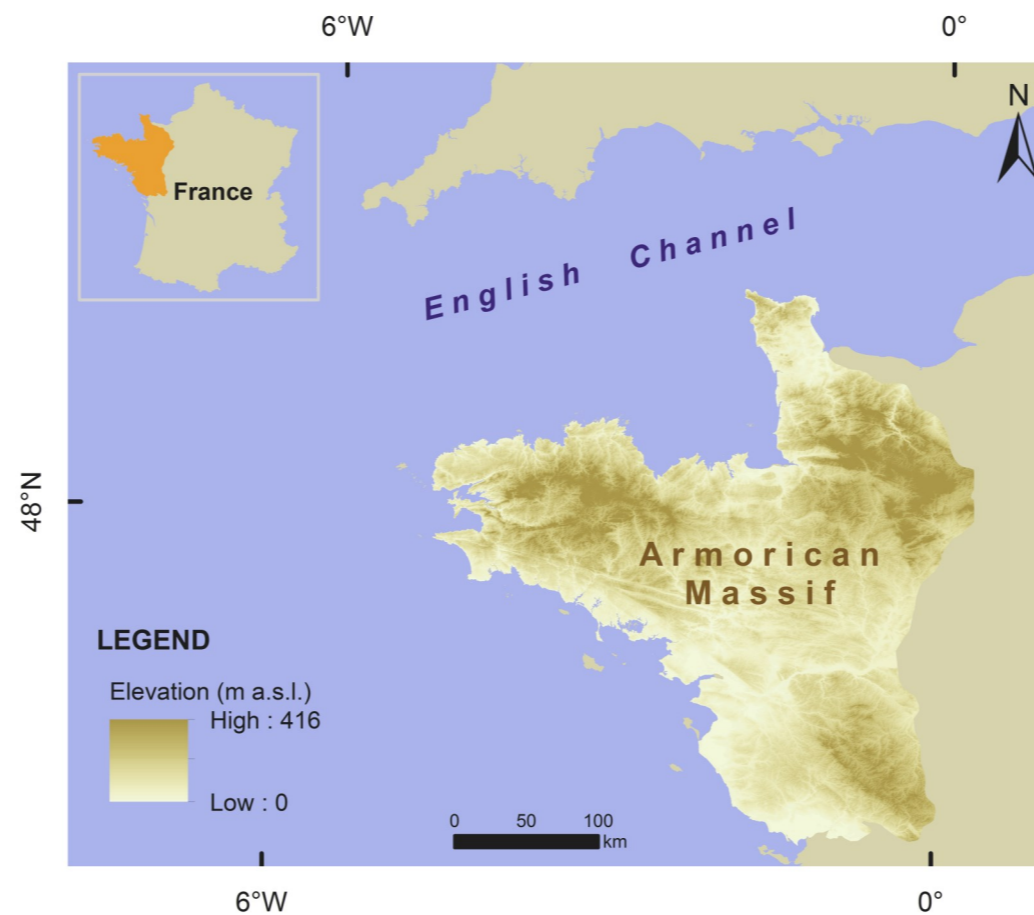 6°W
0°
N
France
English Channel
48°N
Armorican
Massif
LEGEND
Elevation (m a.s.l.)
High : 416
Low : 0
0 50 100
km
6°W
0°